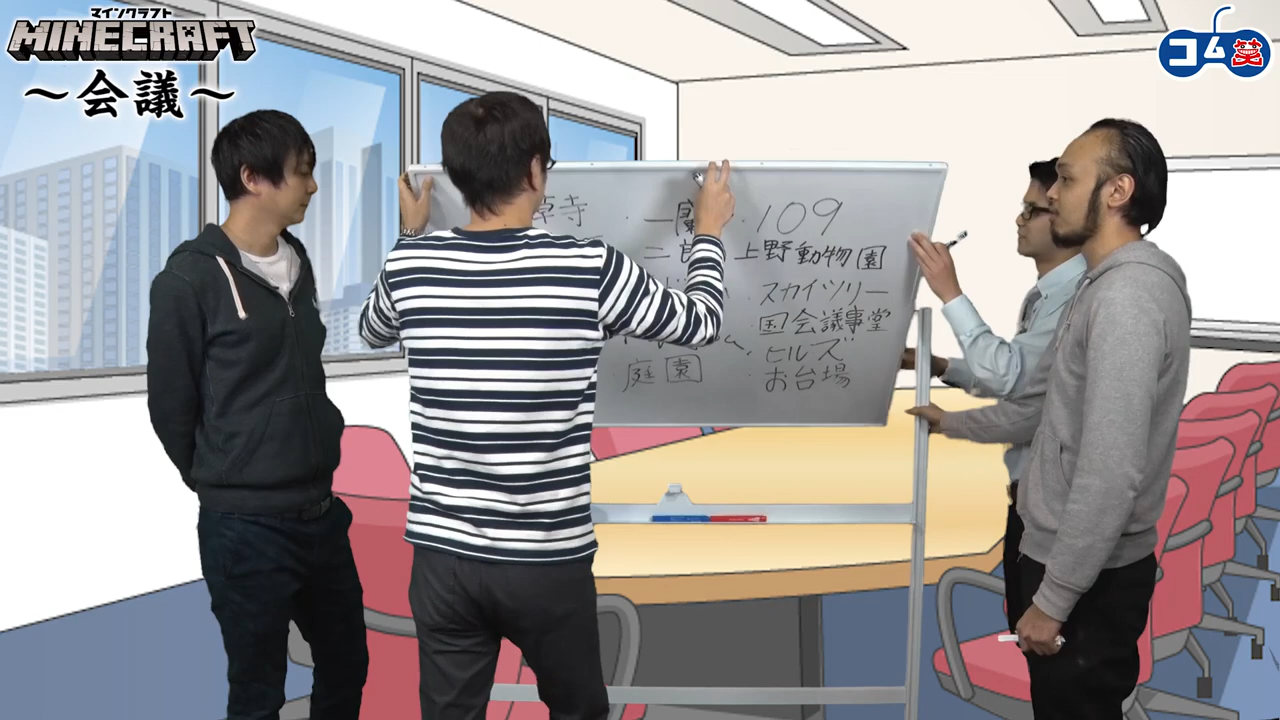 マインクラフト
MINECRAFT
～会議～
コム笑
草寺
・109
上野動物園
・スカイツリー
・国会議事堂
・ヒルズ
・お台場
庭園